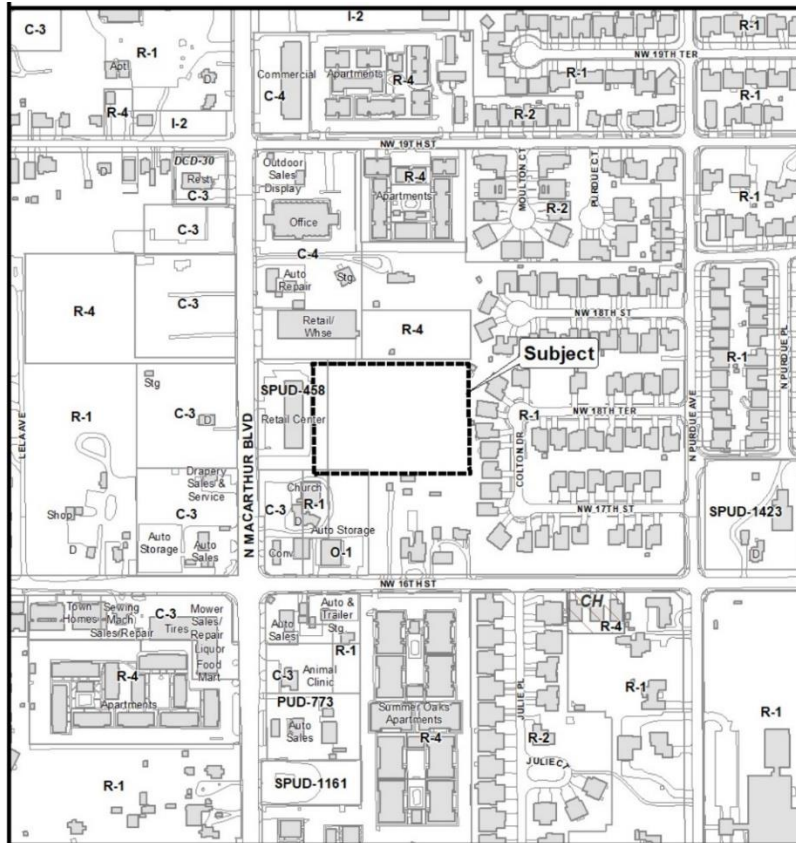 I-2
C-3
R-1
R-1
NW 19TH TER
Apt
Commercial
Apartments
R-4
R-1
C-4
R-1
R-4
I-2
R-2
NW 19TH ST
DCD-30
Rest
C-3
Outdoor
Sales
Display
R-4
Apartments
MOULTON CT
PURDUE CT
R-1
R-2
C-3
Office
C-4
Auto
Repair
Stg
R-4
C-3
Retail/
Whse
R-4
NW 18TH ST
R-1
N PURDUE PL
Subject
Stg
SPUD-458
Retail Center
R-1
NW 18TH TER
R-1
C-3
D
LELA AVE
N MACARTHUR BLVD
COLTON DR
N PURDUE AVE
Drapery
Sales &
Service
C-3
Church
R-1
C-3
D
Auto Storage
NW 17TH ST
SPUD-1423
Shop
D
Auto
Storage
Auto
Sales
Conv
O-1
D
NW 16TH ST
Town
Homes
Sewing
Mach
Sales/Repair
C-3
Tires
Mower
Sales/
Repair
Liquor
Food
Mart
Auto
Sales
Auto &
Trailer
Stg
R-1
CH
R-4
R-4
Apartments
C-3
Animal
Clinic
PUD-773
Auto
Sales
Summer Oaks
Apartments
R-4
JULIE PL
R-1
R-1
R-2
JULIE CT
R-1
SPUD-1161